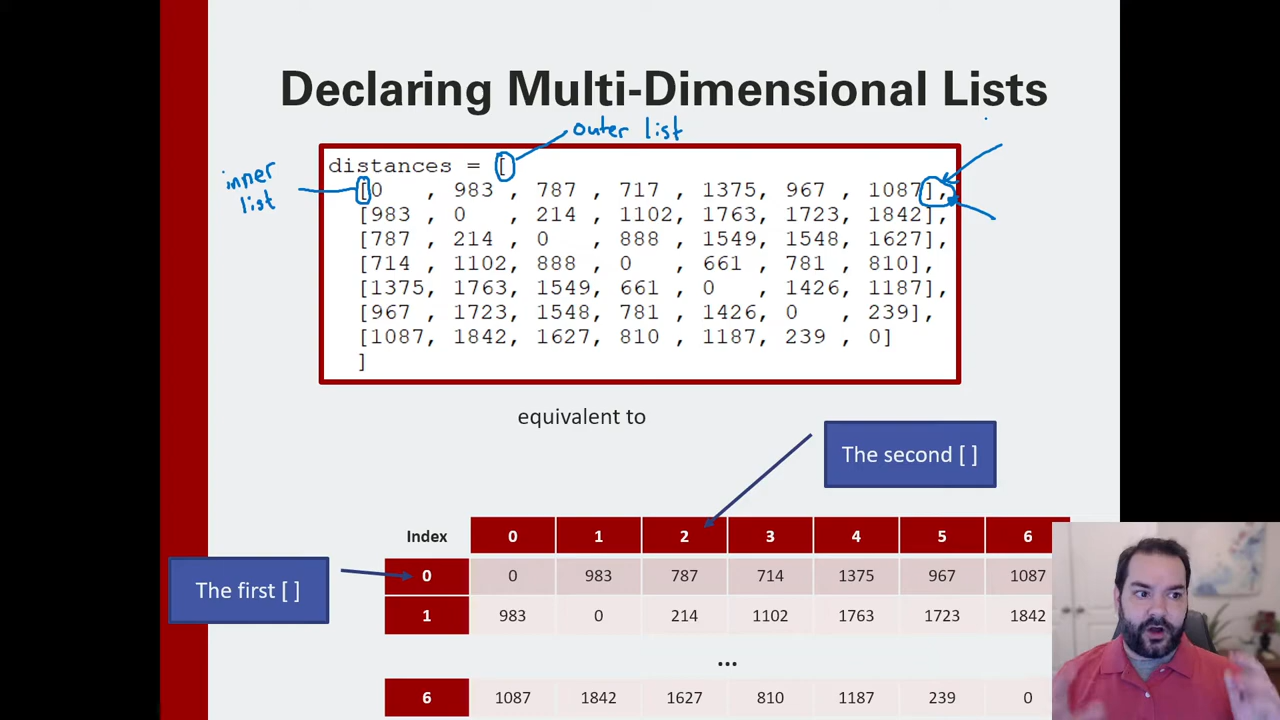 Declaring Multi-Dimensional Lists
outer list
inner
list
distances = [
[0 , 983 , 787 , 717 , 1375, 967 , 1087],
[983 , 0 , 214 , 1102, 1763, 1723, 1842],
[787 , 214 , 0 , 888 , 1549, 1548, 1627],
[714 , 1102, 888 , 0 , 661 , 781 , 810],
[1375, 1763, 1549, 661 , 0 , 1426, 1187],
[967 , 1723, 1548, 781 , 1426, 0 , 239],
[1087, 1842, 1627, 810 , 1187, 239 , 0]
]
equivalent to
The second [ ]
The first [ ]
Index 0 1 2 3 4 5 6
0 0 983 787 714 1375 967 1087
1 983 0 214 1102 1763 1723 1842
...
6 1087 1842 1627 810 1187 239 0